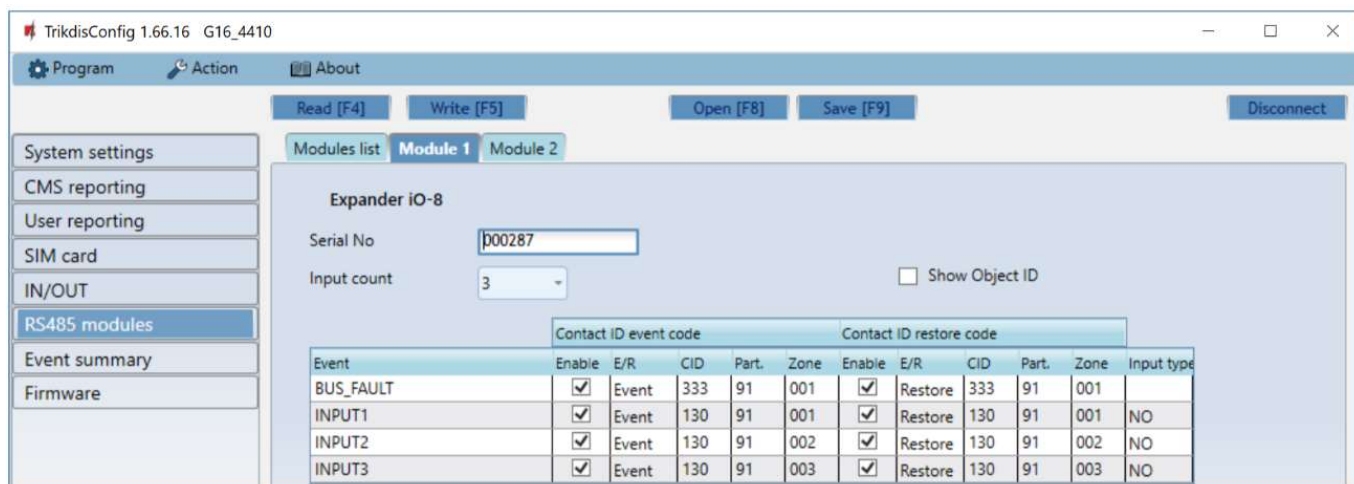 TrikdisConfig 1.66.16 G16_4410
Program Action About
Read [F4] Write [F5] Open [F8] Save [F9] Disconnect
System settings
CMS reporting
User reporting
SIM card
IN/OUT
RS485 modules
Event summary
Firmware
Modules list Module 1 Module 2
Expander iO-8
Serial No 000287
Input count 3 Show Object ID
Contact ID event code Contact ID restore code
Event Enable E/R CID Part. Zone Enable E/R CID Part. Zone Input type
BUS_FAULT Event 333 91 001 Restore 333 91 001
INPUT1 Event 130 91 001 Restore 130 91 001 NO
INPUT2 Event 130 91 002 Restore 130 91 002 NO
INPUT3 Event 130 91 003 Restore 130 91 003 NO